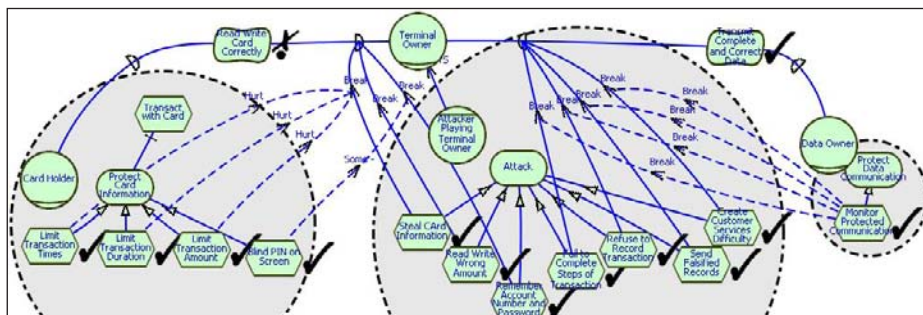 Read Write
Card
Correctly
Terminal
Owner
Transmit
Complete
and Correct
Data
Transact
with Card
Hurt
Hurt
Hurt
Break
Break
Break
Break
Break
Break
Break
Break
Break
Break
Some-
Attacker
Playing
Terminal
Owner
Card Holder
Protect
Card
Information
Attack
Data Owner
Protect
Data
Communication
Limit
Transaction
Times
Limit
Transaction
Duration
Limit
Transaction
Amount
Blind PIN on
Screen
Steal CArd
Information
Read Write
Wrong
Amount
Remember
Account
Number and
Password
Fail to
Complete
Steps of
Transaction
Refuse to
Record
Transaction
Send
Falsified
Records
Create
Customer
Services
Difficulty
Monitor
Protected
Communication